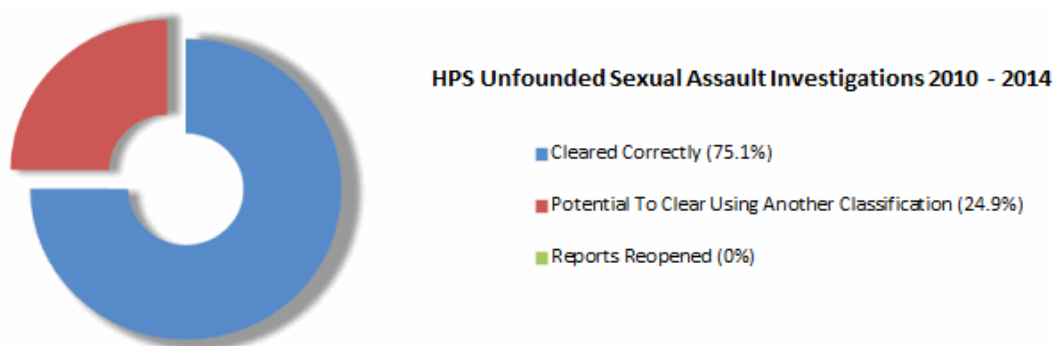 HPS Unfounded Sexual Assault Investigations 2010 - 2014
Cleared Correctly (75.1%)
Potential To Clear Using Another Classification (24.9%)
Reports Reopened (0%)